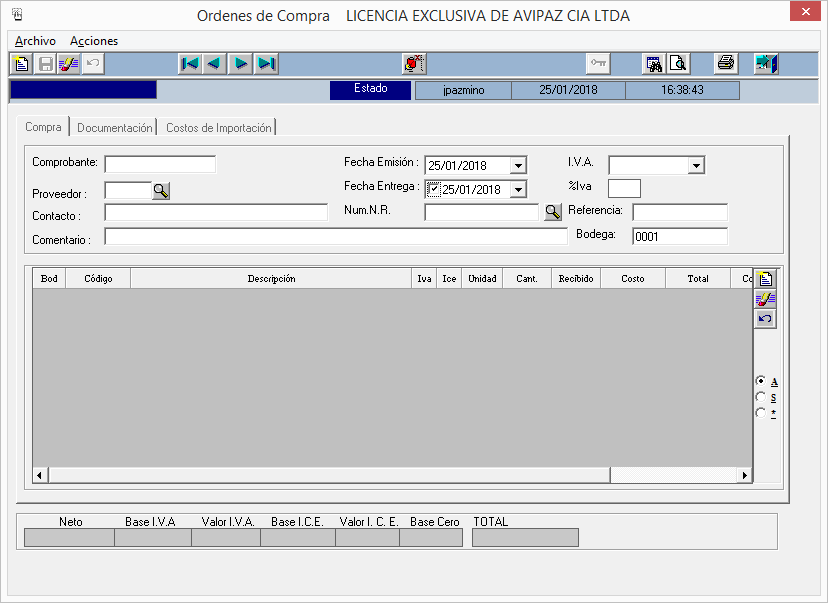 Ordenes de Compra LICENCIA EXCLUSIVA DE AVIPAZ CIA LTDA
Archivo Acciones
Estado jpazmino 25/01/2018 16:38:43
Compra Documentación Costos de Importación
Comprobante: Fecha Emisión : 25/01/2018 I.V.A.
Proveedor : Fecha Entrega : 25/01/2018 %Iva
Contacto : Num.N.R. Referencia:
Comentario : Bodega: 0001
Bod Código Descripción Iva Ice Unidad Cant. Recibido Costo Total Co
A
S
*
Neto Base I.V.A Valor I.V.A. Base I.C.E. Valor I. C. E. Base Cero TOTAL